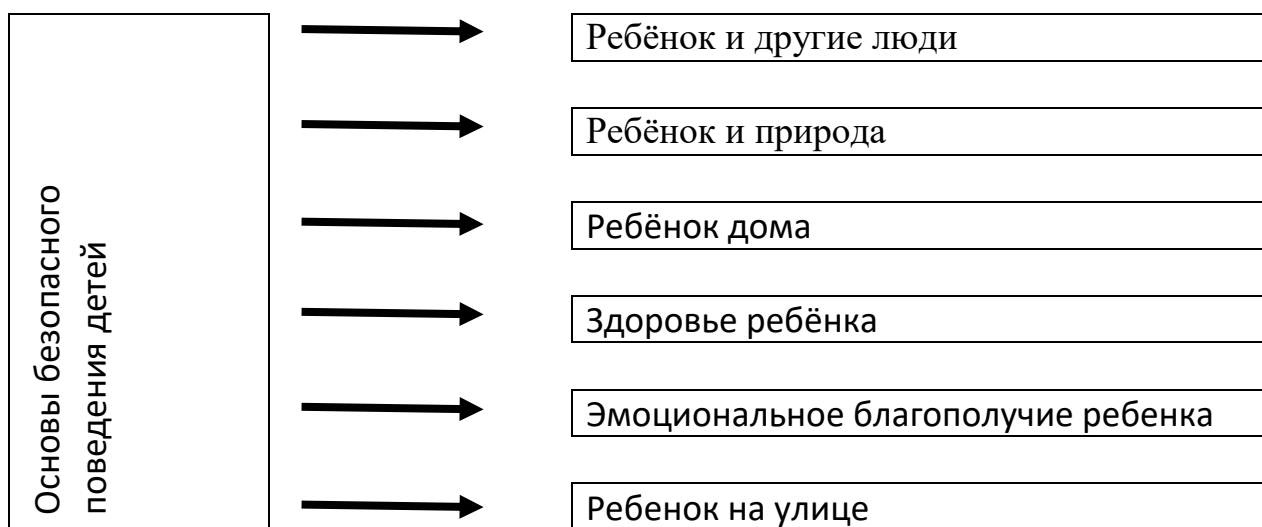 Основы безопасного
поведения детей
Ребёнок и другие люди
Ребёнок и природа
Ребёнок дома
Здоровье ребёнка
Эмоциональное благополучие ребенка
Ребенок на улице